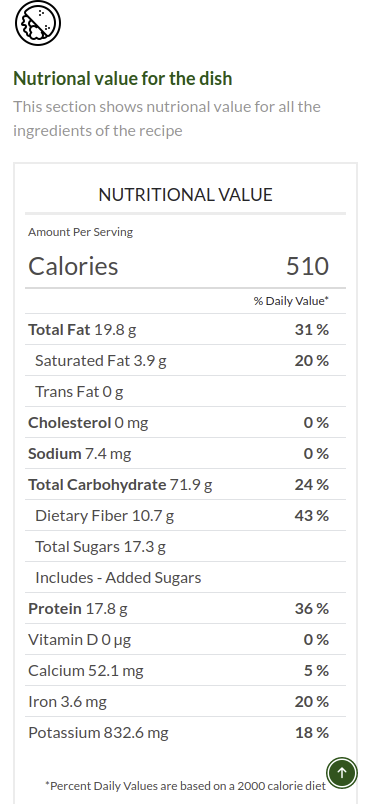 Nutrional value for the dish
This section shows nutritional value for all the
ingredients of the recipe
NUTRITIONAL VALUE
Amount Per Serving
Calories 510
% Daily Value*
Total Fat 19.8 g 31 %
Saturated Fat 3.9 g 20 %
Trans Fat 0 g
Cholesterol 0 mg 0 %
Sodium 7.4 mg 0 %
Total Carbohydrate 71.9 g 24 %
Dietary Fiber 10.7 g 43 %
Total Sugars 17.3 g
Includes - Added Sugars
Protein 17.8 g 36 %
Vitamin D 0 µg 0 %
Calcium 52.1 mg 5 %
Iron 3.6 mg 20 %
Potassium 832.6 mg 18 %
*Percent Daily Values are based on a 2000 calorie diet